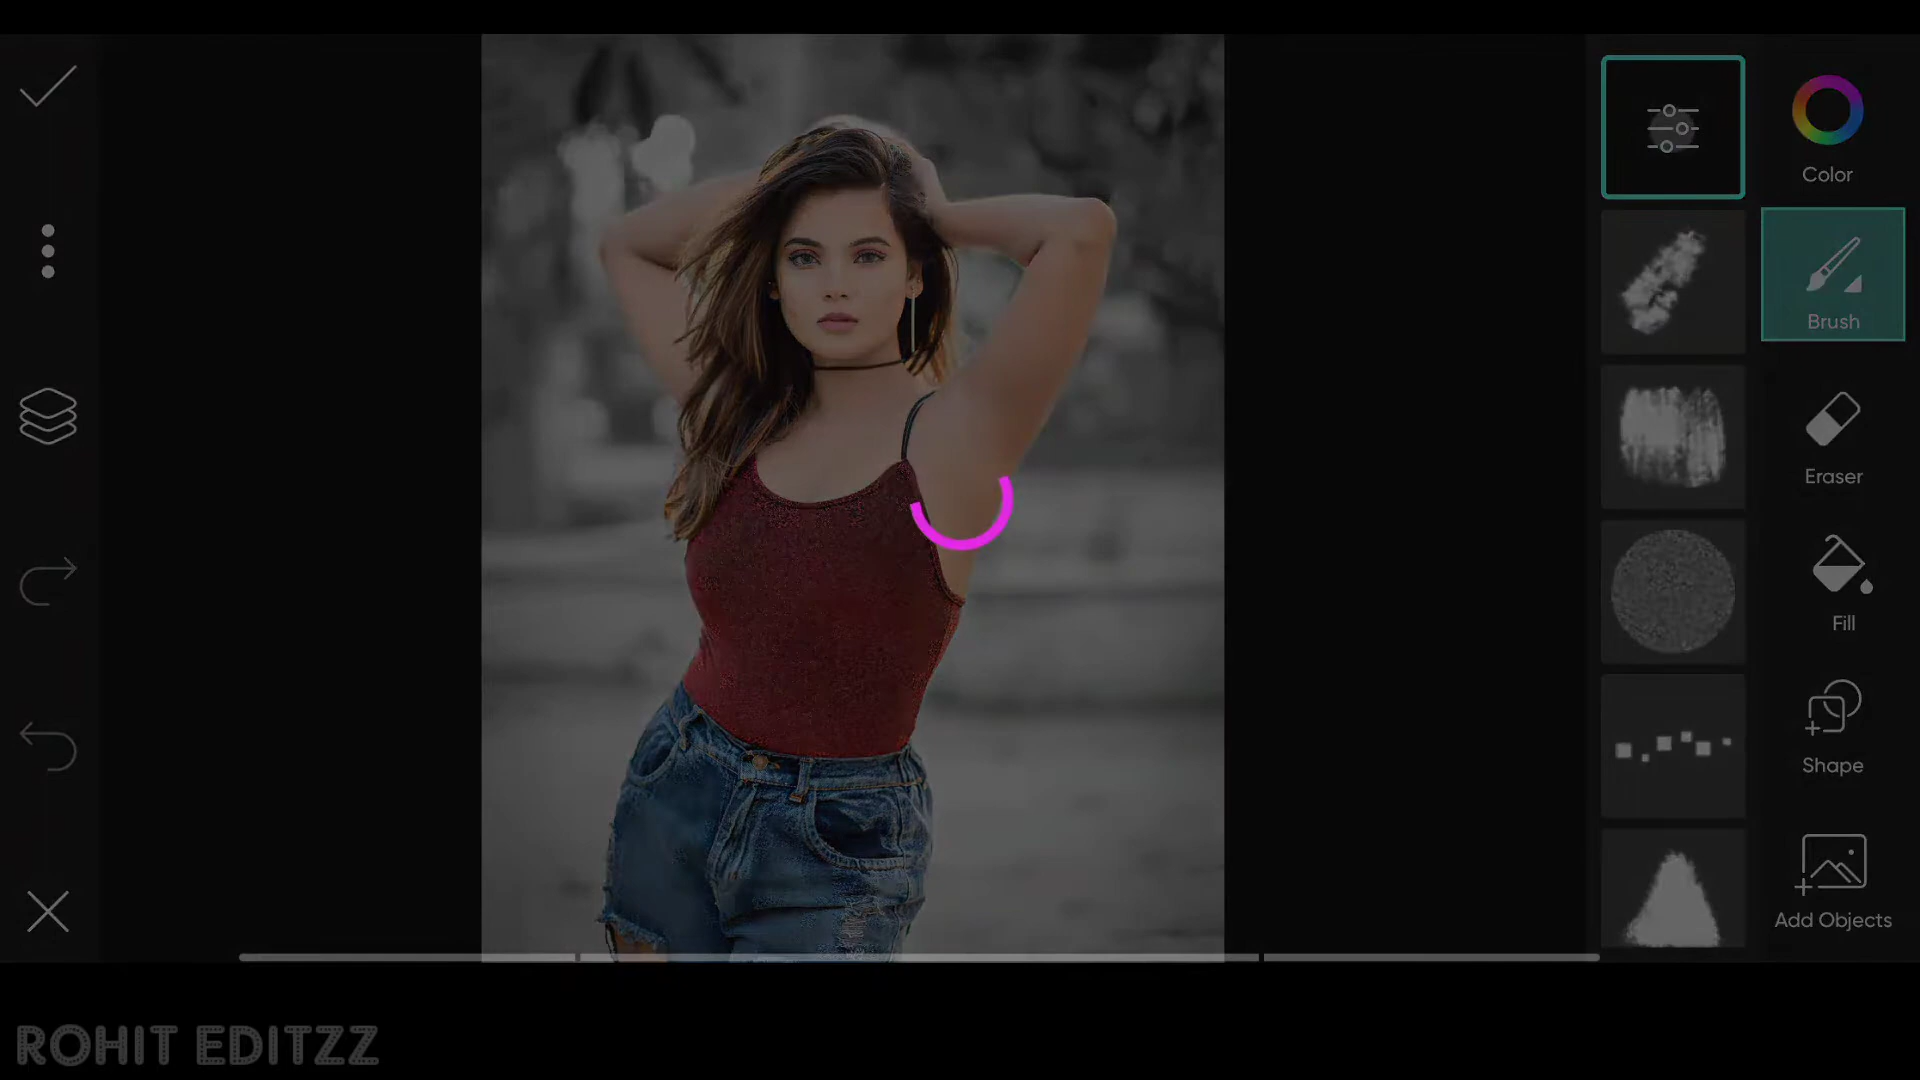 Color
Brush
Eraser
Fill
Shape
Add Objects
ROHIT EDITZZ